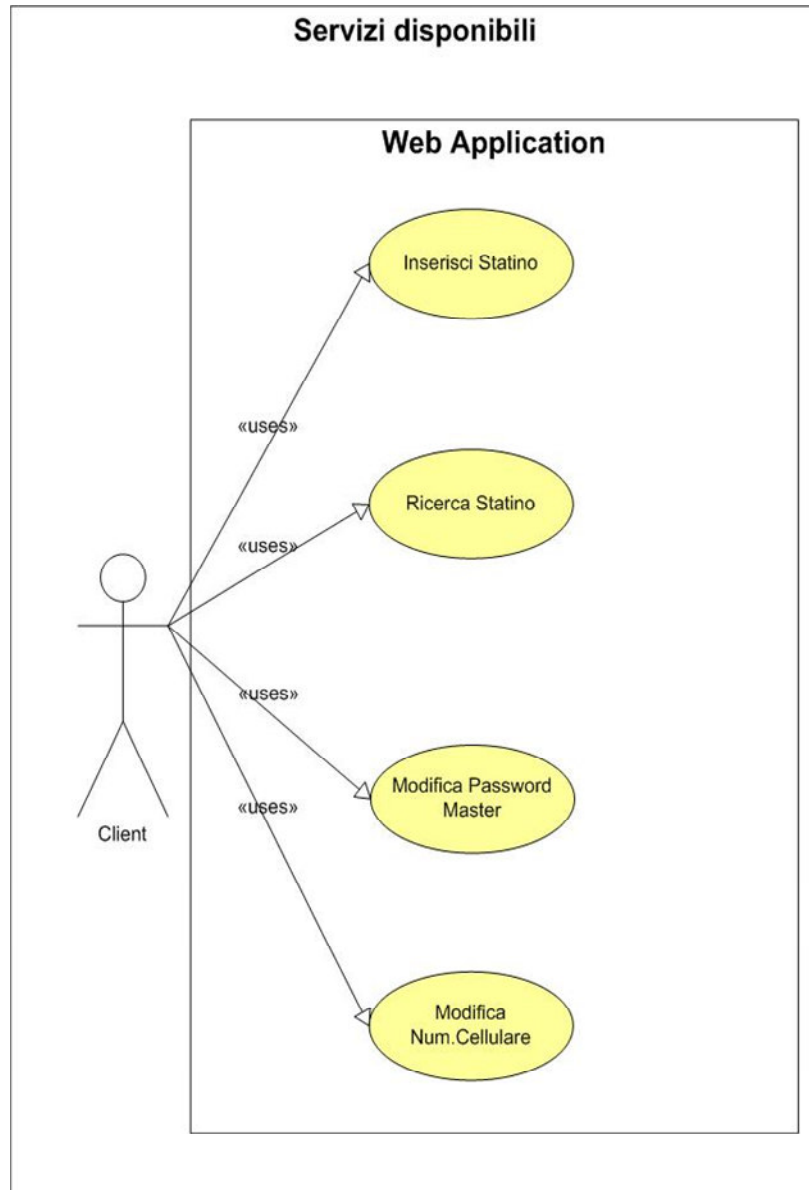 Servizi disponibili
Web Application
Inserisci Statino
«uses»
Ricerca Statino
«uses»
«uses»
Modifica Password
Master
«uses»
Client
Modifica
Num.Cellulare